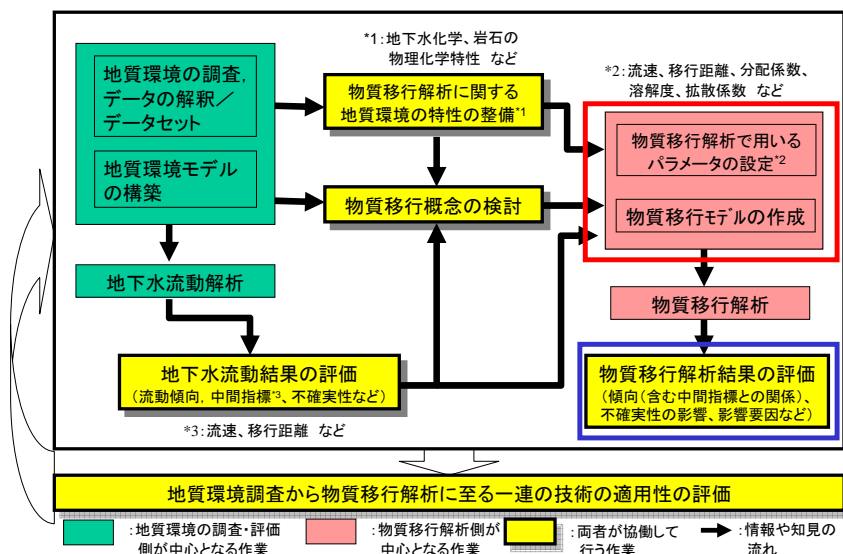 *1：地下水化学、岩石の
物理化学特性 など
*2：流速、移行距離、分配係数、
溶解度、拡散係数 など
地質環境の調査，
データの解釈／
データセット
地質環境モデル
の構築
物質移行解析に関する
地質環境の特性の整備*1
物質移行概念の検討
物質移行解析で用いる
パラメータの設定*2
物質移行ﾓﾃﾞﾙの作成
地下水流動解析
物質移行解析
地下水流動結果の評価
（流動傾向，中間指標*3、不確実性など）
*3：流速、移行距離 など
物質移行解析結果の評価
（傾向（含む中間指標との関係）、
不確実性の影響、影響要因など）
地質環境調査から物質移行解析に至る一連の技術の適用性の評価
：地質環境の調査・評価
側が中心となる作業
：物質移行解析側が
中心となる作業
：両者が協働して
行う作業
：情報や知見の
流れ